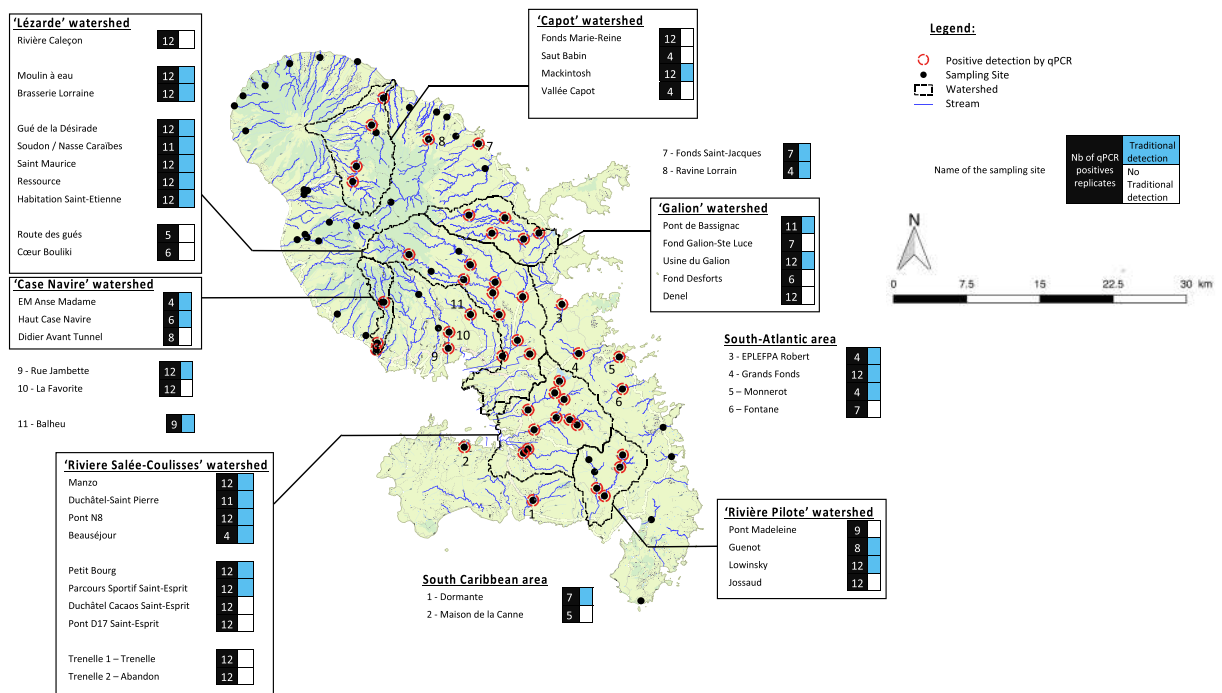 'Lézarde' watershed
Rivière Caleçon 12
Moulin à eau 12
Brasserie Lorraine 12
Gué de la Désirade 12
Soudon / Nasse Caraïbes 11
Saint Maurice 12
Ressource 12
Habitation Saint-Etienne 12
Route des gués 5
Cœur Bouliki 6
'Case Navire' watershed
EM Anse Madame 4
Haut Case Navire 6
Didier Avant Tunnel 8
9 - Rue Jambette 12
10 - La Favorite 12
11 - Balheu 9
'Riviere Salée-Coulisses' watershed
Manzo 12
Duchâtel-Saint Pierre 11
Pont N8 12
Beauséjour 4
Petit Bourg 12
Parcours Sportif Saint-Esprit 12
Duchâtel Cacaos Saint-Esprit 12
Pont D17 Saint-Esprit 12
Trenelle 1 – Trenelle 12
Trenelle 2 – Abandon 12
'Capot' watershed
Fonds Marie-Reine 12
Saut Babin 4
Mackintosh 12
Vallée Capot 4
7 - Fonds Saint-Jacques 7
8 - Ravine Lorrain 4
'Galion' watershed
Pont de Bassignac 11
Fond Galion-Ste Luce 7
Usine du Galion 12
Fond Desforts 6
Denel 12
South-Atlantic area
3 - EPLEFPA Robert 4
4 - Grands Fonds 12
5 – Monnerot 4
6 – Fontane 7
'Rivière Pilote' watershed
Pont Madeleine 9
Guenot 8
Lowinsky 12
Jossaud 12
South Caribbean area
1 - Dormante 7
2 - Maison de la Canne 5
8
7
11
10
9
3
4
5
6
2
1
Legend:
Positive detection by qPCR
Sampling Site
Watershed
Stream
Name of the sampling site
Nb of qPCR positives replicates
Traditional detection
No Traditional detection
N
0 7.5 15 22.5 30 km